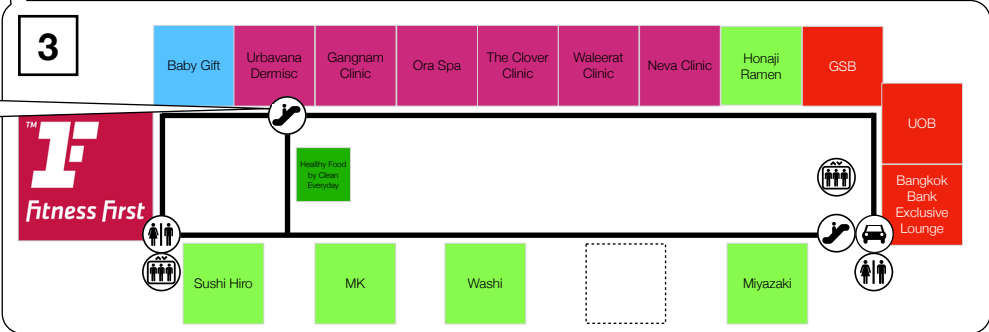 3
Baby Gift
Urbavana
Dermisc
Gangnam
Clinic
Ora Spa
The Clover
Clinic
Waleerat
Clinic
Neva Clinic
Honaji
Ramen
GSB
UOB
Bangkok
Bank
Exclusive
Lounge
TM
Fitness First
Healthy Food
by Clean
Everyday
Sushi Hiro
MK
Washi
Miyazaki